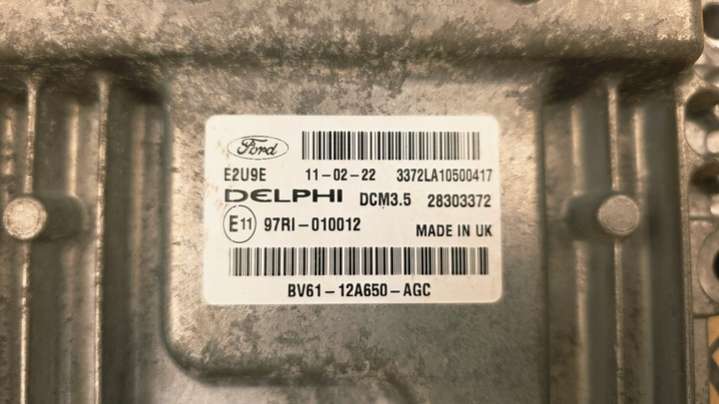 Ford
E2U9E 11-02-22 3372LA10500417
DELPHI DCM3.5 28303372
E11 97RI-010012 MADE IN UK
BV61-12A650-AGC